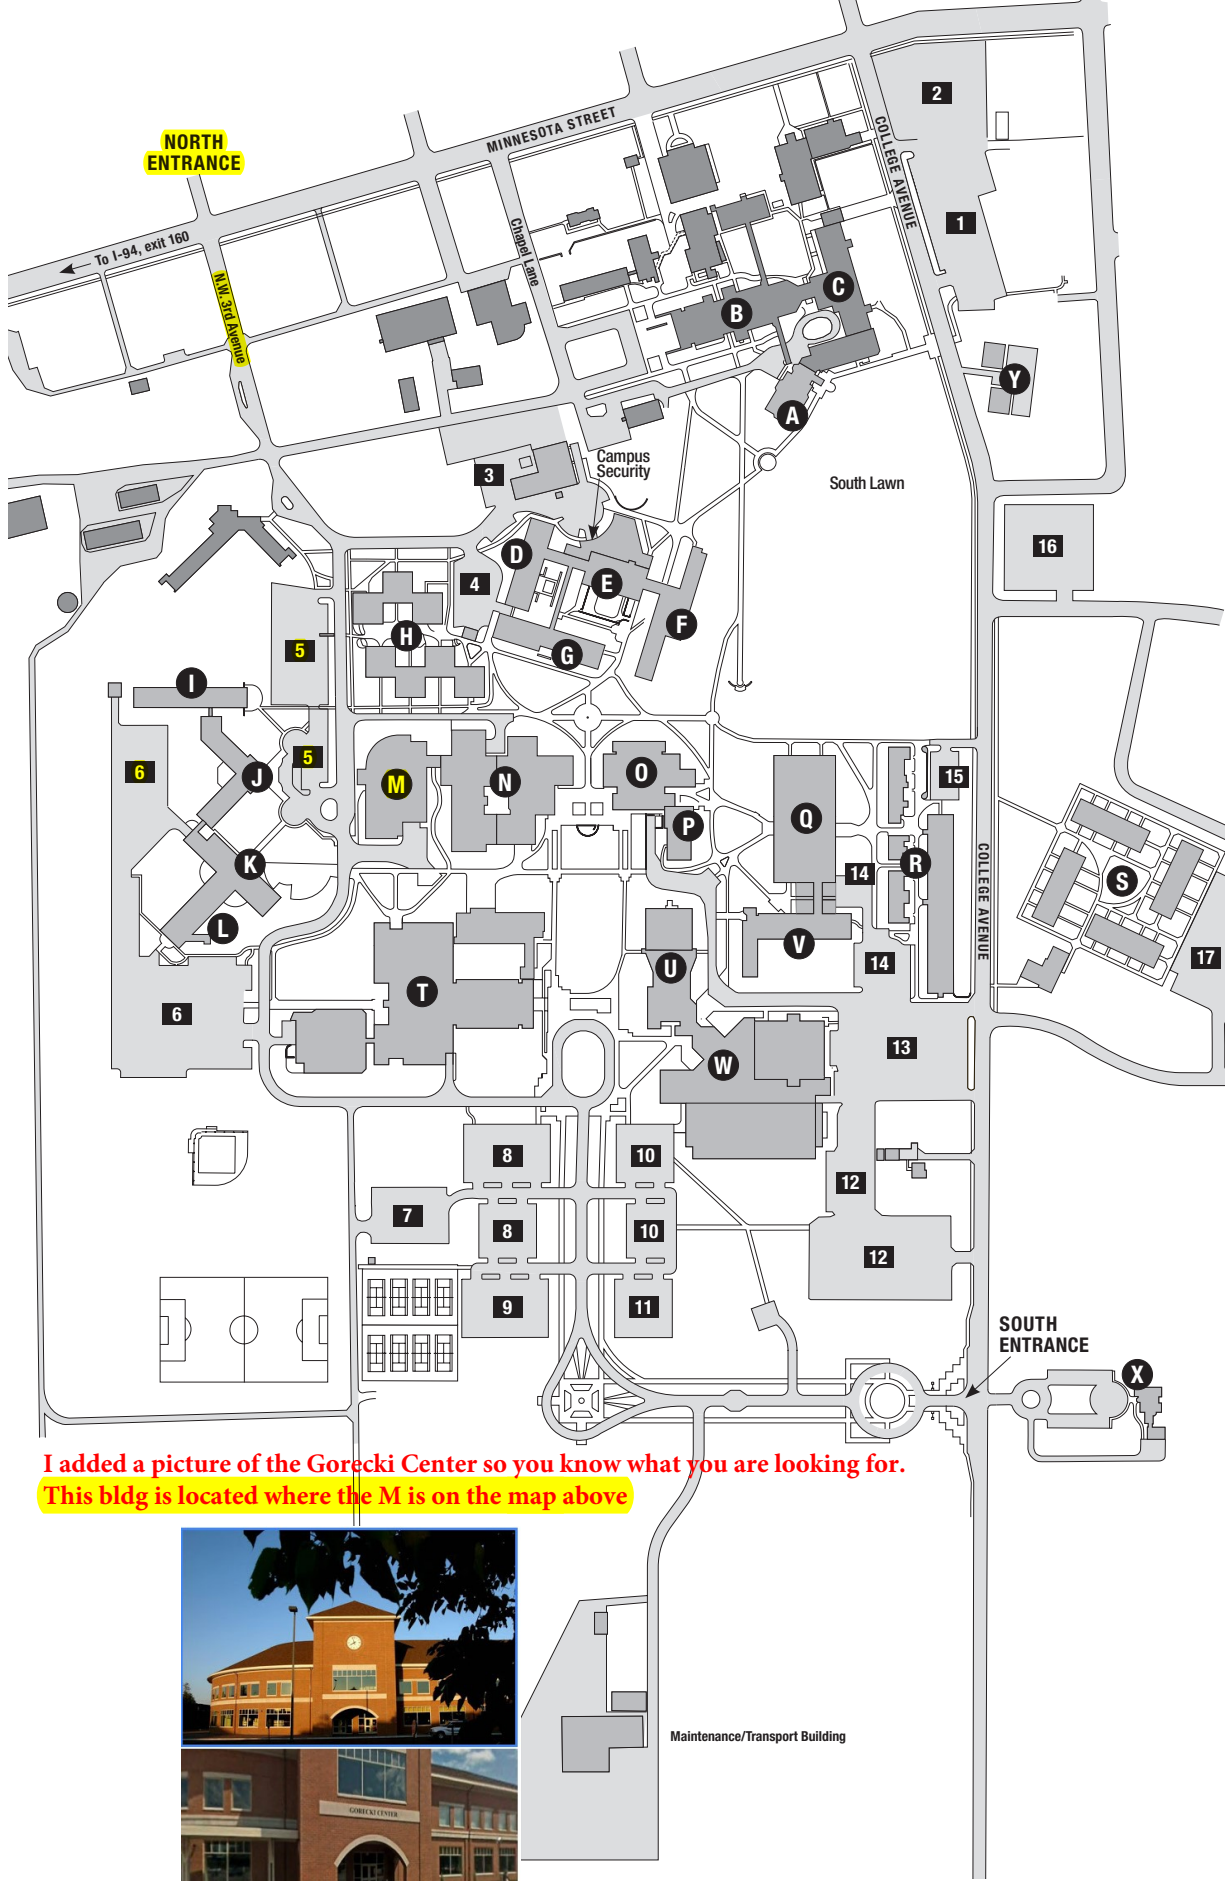 2
MINNESOTA STREET
COLLEGE AVENUE
NORTH
ENTRANCE
1
Chapel Lane
To I-94, exit 160
N.W. 3rd Avenue
C
B
Y
A
Campus
Security
3
South Lawn
16
D
4
E
F
H
G
5
I
5
6
J
M
N
O
15
P
Q
K
R
14
S
COLLEGE AVENUE
L
V
14
17
U
T
6
13
W
8
10
12
7
8
10
12
9
11
SOUTH
ENTRANCE
X
I added a picture of the Gorecki Center so you know what you are looking for.
This bldg is located where the M is on the map above
Maintenance/Transport Building
GORECKI CENTER